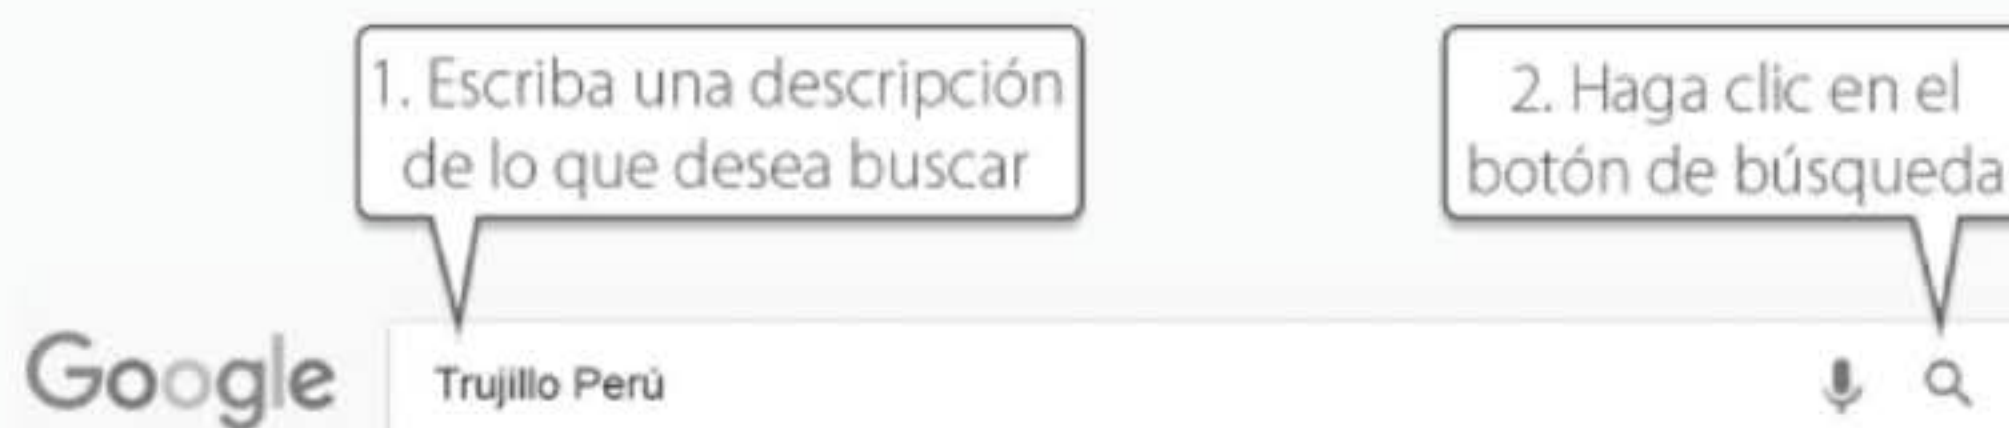 1. Escriba una descripción
de lo que desea buscar
2. Haga clic en el
botón de búsqueda
Google
Trujillo Perú